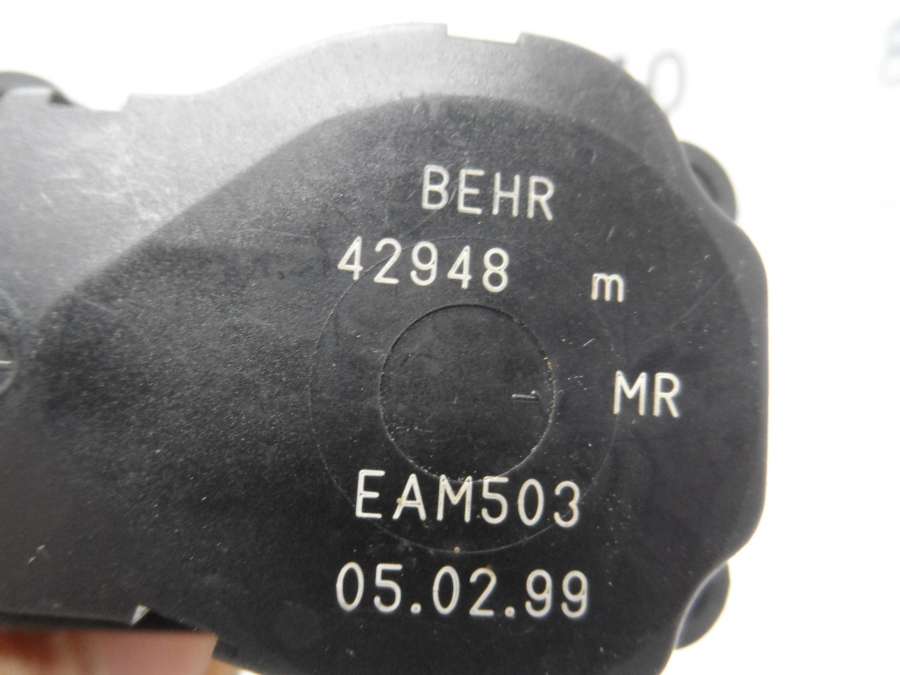 BEHR
42948 m
MR
EAM503
05.02.99